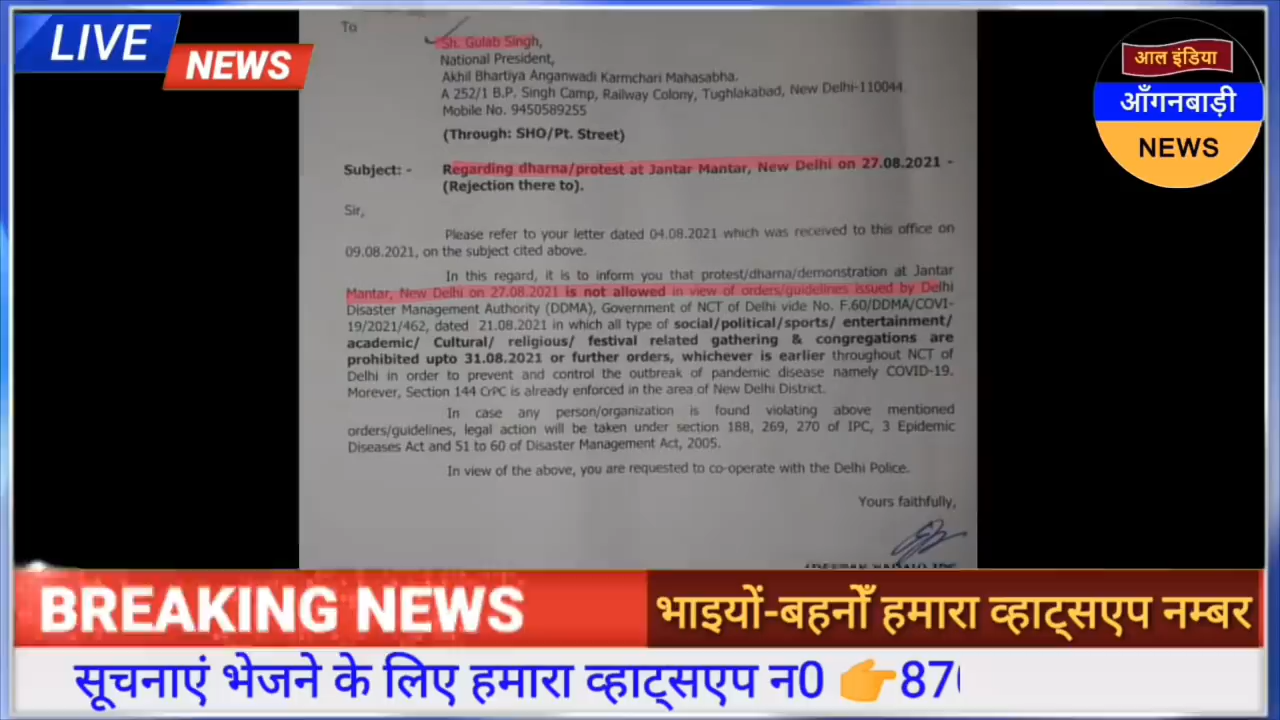 LIVE
NEWS
आल इंडिया
आँगनबाड़ी
NEWS
To
Sh. Gulab Singh,
National President,
Akhil Bhartiya Anganwadi Karmchari Mahasabha.
A 252/1 B.P. Singh Camp, Railway Colony, Tughlakabad, New Delhi-110044
Mobile No. 9450589255
(Through: SHO/Pt. Street)
Subject: - Regarding dharna/protest at Jantar Mantar, New Delhi on 27.08.2021 -
(Rejection there to).
Sir,
Please refer to your letter dated 04.08.2021 which was received to this office on
09.08.2021, on the subject cited above.
In this regard, it is to inform you that protest/dharna/demonstration at Jantar
Mantar, New Delhi on 27.08.2021 is not allowed in view of orders/guidelines issued by Delhi
Disaster Management Authority (DDMA), Government of NCT of Delhi vide No. F.60/DDMA/COVI-
19/2021/462, dated 21.08.2021 in which all type of social/political/sports/ entertainment/
academic/ Cultural/ religious/ festival related gathering & congregations are
prohibited upto 31.08.2021 or further orders, whichever is earlier throughout NCT of
Delhi in order to prevent and control the outbreak of pandemic disease namely COVID-19.
Morever, Section 144 CrPC is already enforced in the area of New Delhi District.
In case any person/organization is found violating above mentioned
orders/guidelines, legal action will be taken under section 188, 269, 270 of IPC, 3 Epidemic
Diseases Act and 51 to 60 of Disaster Management Act, 2005.
In view of the above, you are requested to co-operate with the Delhi Police.
Yours faithfully,
BREAKING NEWS
भाइयों-बहनोँ हमारा व्हाट्सएप नम्बर
सूचनाएं भेजने के लिए हमारा व्हाट्सएप न0 👉87